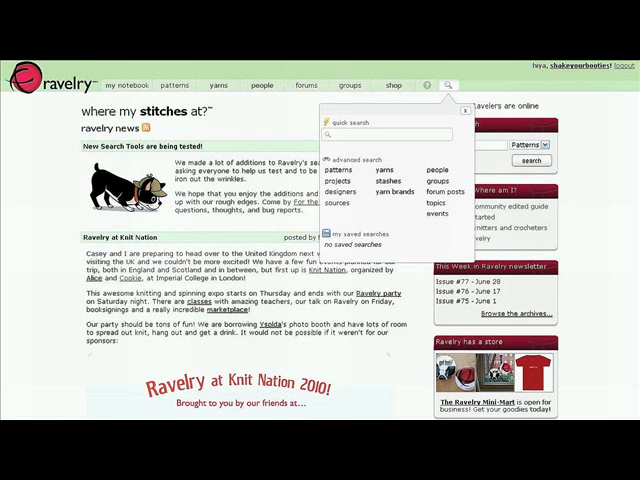 hiya, shakeyourbooties! logout
ravelry™
my notebook patterns yarns people forums groups shop ?
where my stitches at?™
ravelry news
Ravelers are online
x
quick search
Patterns
search
advanced search
patterns yarns people
projects stashes groups
designers yarn brands forum posts
sources topics
events
my saved searches
no saved searches
New Search Tools are being tested!
We made a lot of additions to Ravelry's sea
asking everyone to help us test and to be
iron out the wrinkles.
We hope that you enjoy the additions and
up with our rough edges. Come by For the
questions, thoughts, and bug reports.
Where am I?
community edited guide
started
knitters and crocheters
Ravelry at Knit Nation posted by
Casey and I are preparing to head over to the United Kingdom next w
visiting the UK and we couldn't be more excited! We have a few fun events planned for
trip, both in England and Scotland and in between, but first up is Knit Nation, organized by
Alice and Cookie, at Imperial College in London.
This awesome knitting and spinning expo starts on Thursday and ends with our Ravelry party
on Saturday night. There are classes with amazing teachers, our talk on Ravelry on Friday,
booksignings and a really incredible marketplace!
Our party should be tons of fun! We are borrowing Ysolda's photo booth and have lots of room
to spread out knit, hang out and get a drink. It would not be possible if it weren't for our
sponsors:
Ravelry at Knit Nation 2010!
Brought to you by our friends at...
This Week in Ravelry newsletter
Issue #77 - June 28
Issue #76 - June 17
Issue #75 - June 1
Browse the archives...
Ravelry has a store
The Ravelry Mini-Mart is open for
business! Get your goodies today!